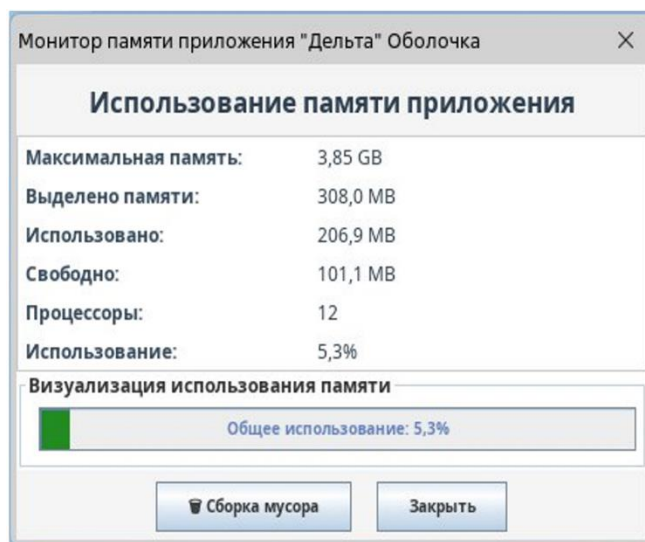 Монитор памяти приложения "Дельта" Оболочка
Использование памяти приложения
Максимальная память: 3,85 GB
Выделено памяти: 308,0 MB
Использовано: 206,9 MB
Свободно: 101,1 MB
Процессоры: 12
Использование: 5,3%
Визуализация использования памяти
Общее использование: 5,3%
Сборка мусора Закрыть